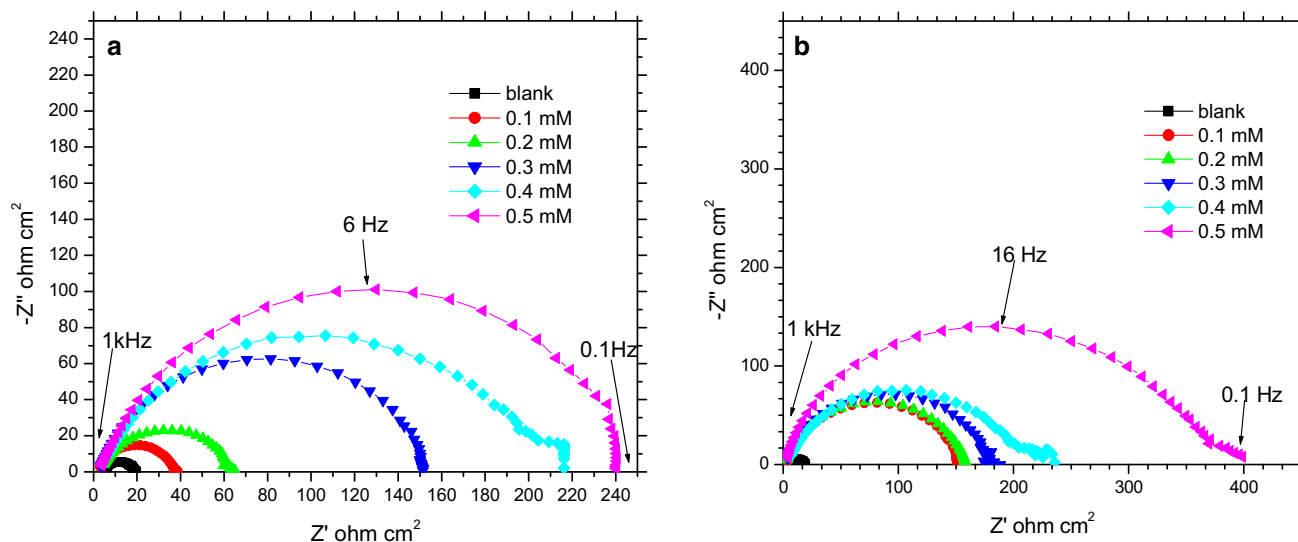 a
blank
0.1 mM
0.2 mM
0.3 mM
0.4 mM
0.5 mM
6 Hz
1kHz
0.1Hz
240
220
200
180
160
140
120
100
80
60
40
20
0
-Z" ohm cm²
0 20 40 60 80 100 120 140 160 180 200 220 240
Z' ohm cm²
b
blank
0.1 mM
0.2 mM
0.3 mM
0.4 mM
0.5 mM
16 Hz
1 kHz
0.1 Hz
400
300
200
100
0
-Z" ohm cm²
0 100 200 300 400
Z' ohm cm²